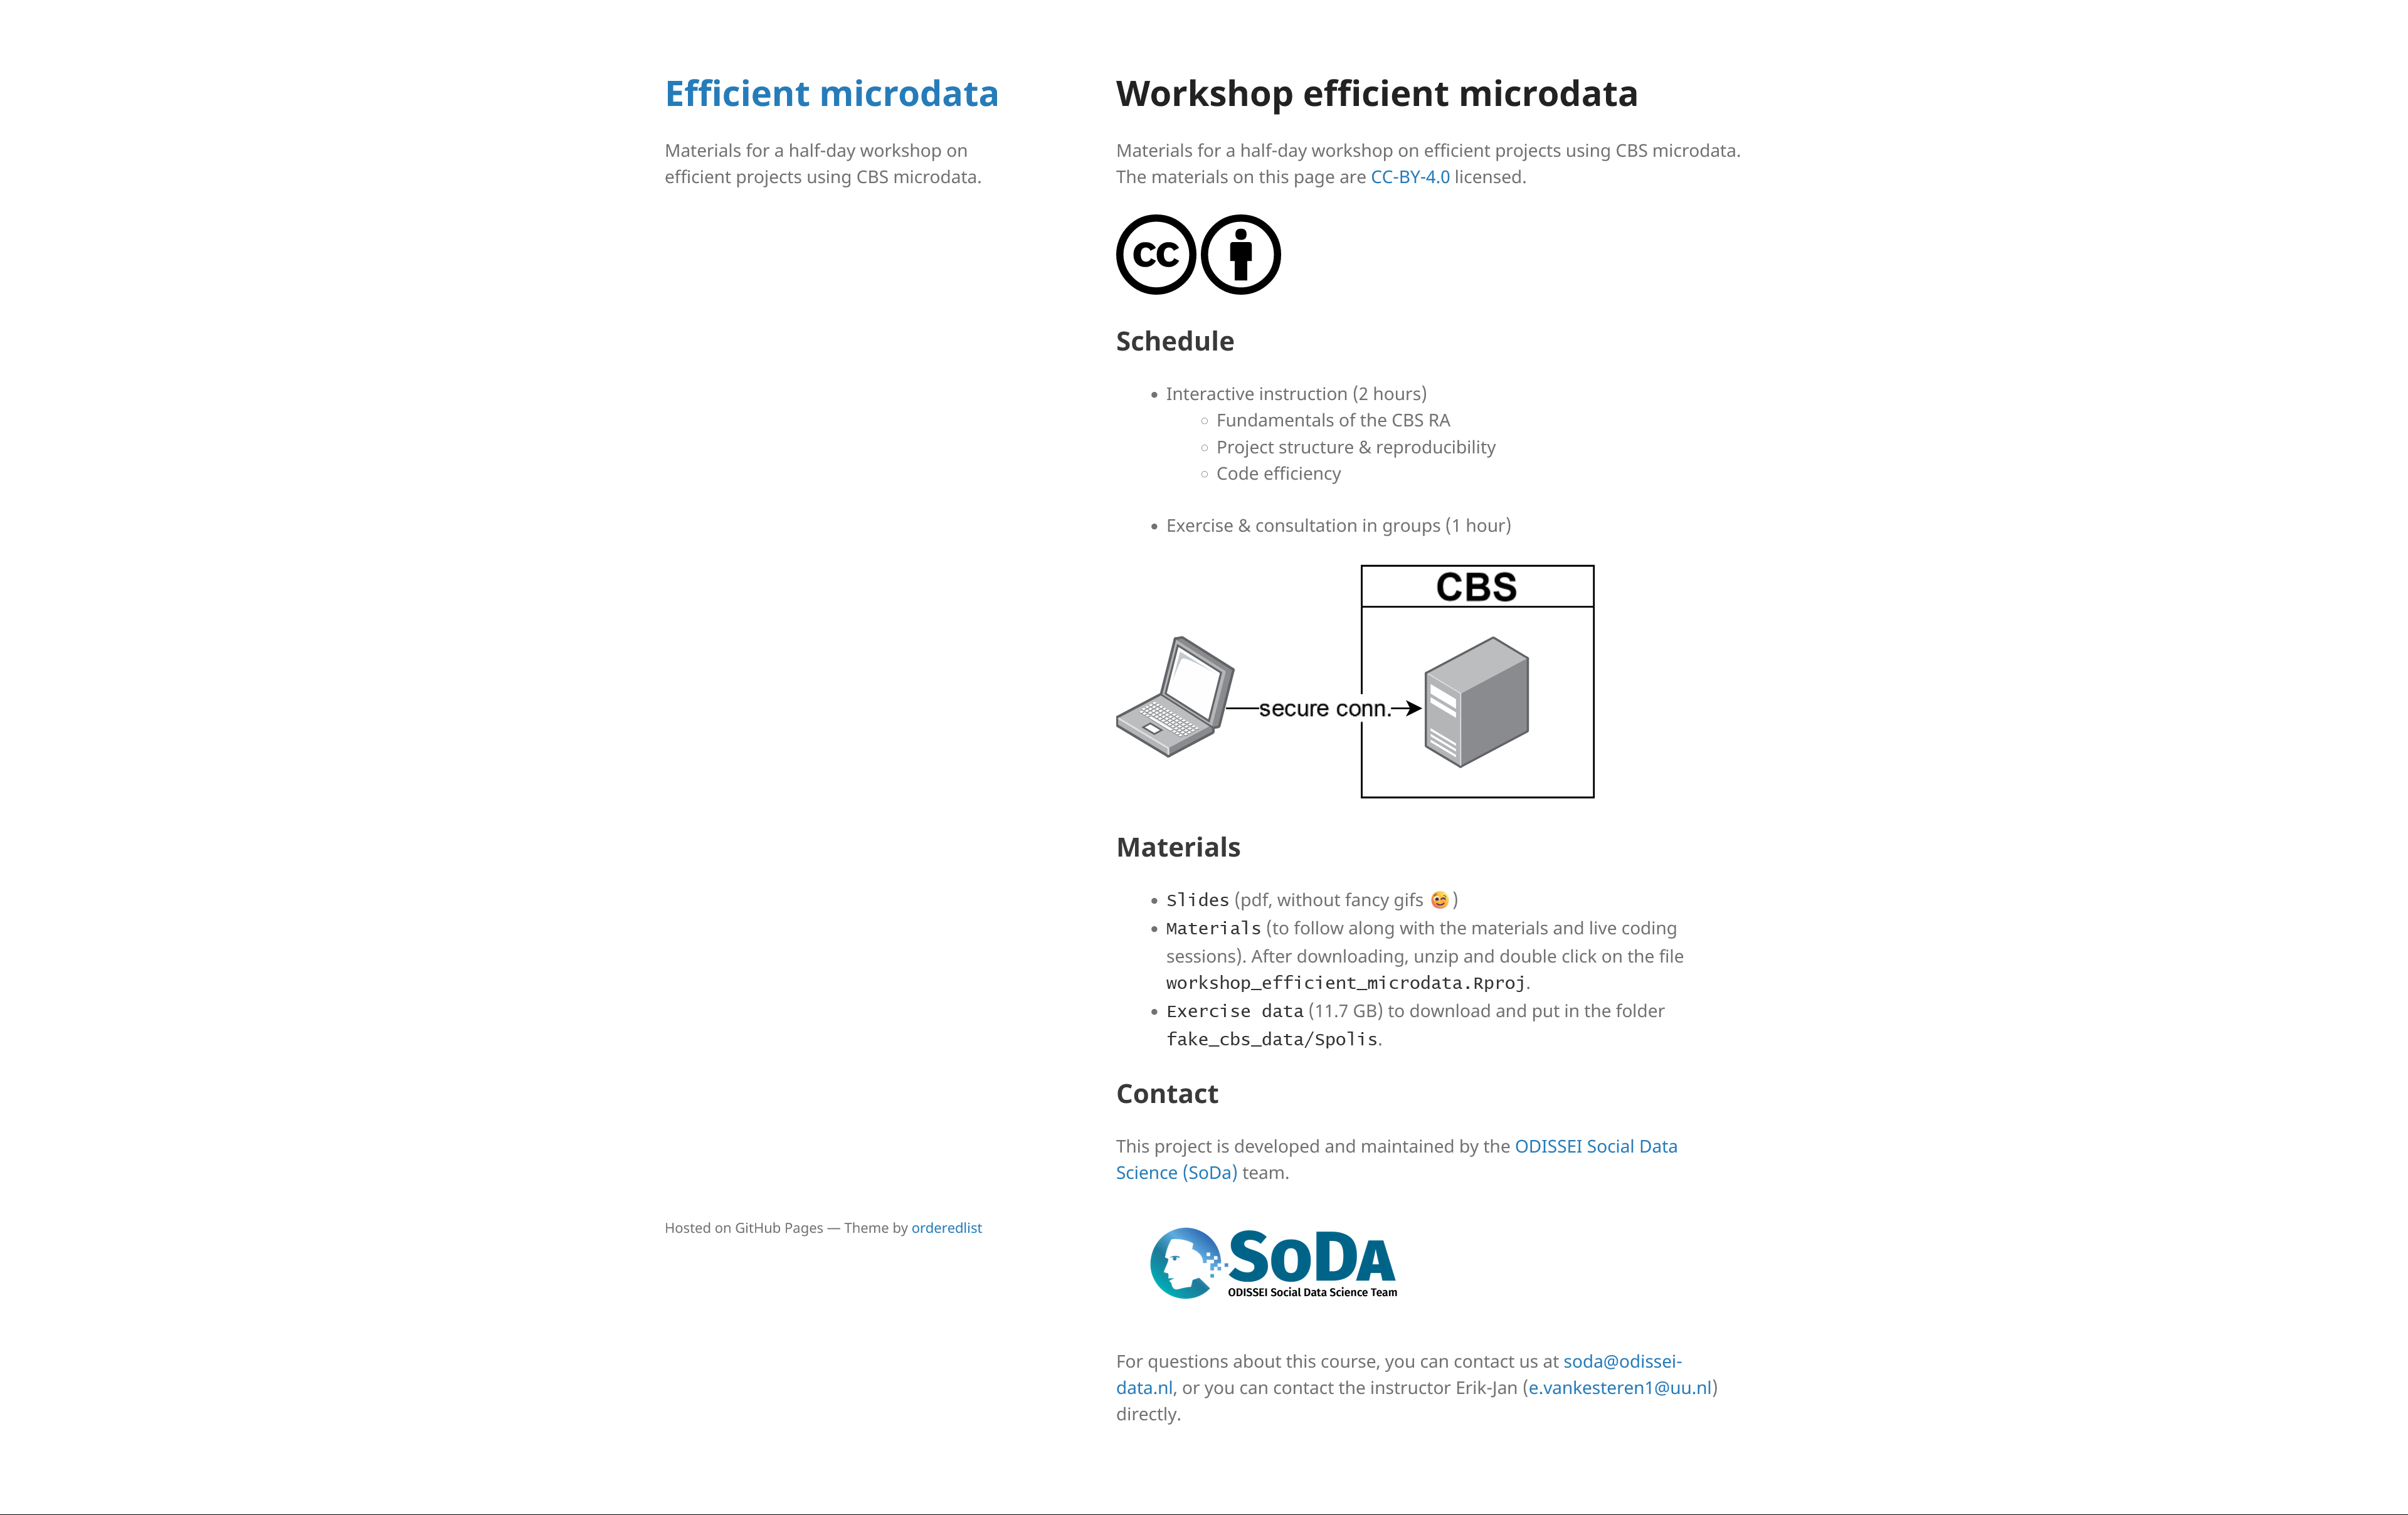 Efficient microdata
Materials for a half-day workshop on
efficient projects using CBS microdata.
Workshop efficient microdata
Materials for a half-day workshop on efficient projects using CBS microdata.
The materials on this page are CC-BY-4.0 licensed.
cc
Schedule
Interactive instruction (2 hours)
Fundamentals of the CBS RA
Project structure & reproducibility
Code efficiency
Exercise & consultation in groups (1 hour)
CBS
secure conn.
Materials
Slides (pdf, without fancy gifs 🥳)
Materials (to follow along with the materials and live coding
sessions). After downloading, unzip and double click on the file
workshop_efficient_microdata.Rproj.
Exercise data (11.7 GB) to download and put in the folder
fake_cbs_data/Spolis.
Contact
This project is developed and maintained by the ODISSEI Social Data
Science (SoDa) team.
SoDa
ODISSEI Social Data Science Team
For questions about this course, you can contact us at soda@odissei-
data.nl, or you can contact the instructor Erik-Jan (e.vankesteren1@uu.nl)
directly.
Hosted on GitHub Pages — Theme by orderedlist